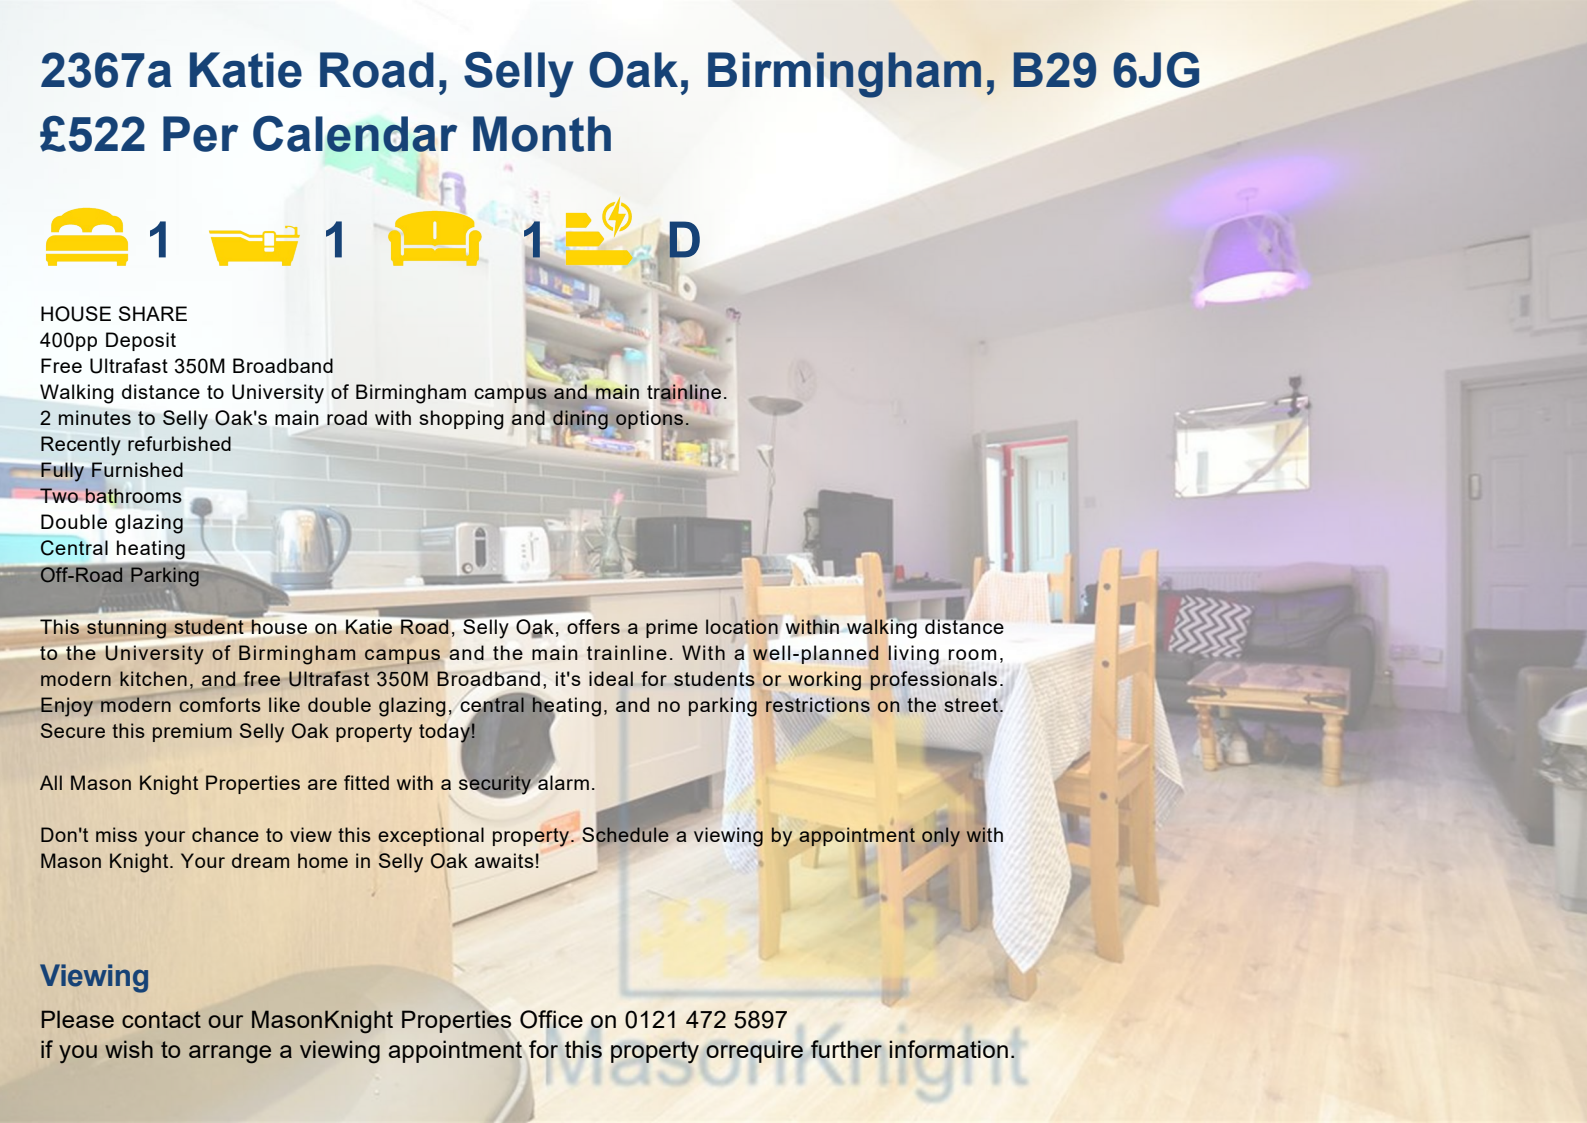 2367a Katie Road, Selly Oak, Birmingham, B29 6JG
£522 Per Calendar Month
1 1 1 D
HOUSE SHARE
400pp Deposit
Free Ultrafast 350M Broadband
Walking distance to University of Birmingham campus and main trainline.
2 minutes to Selly Oak's main road with shopping and dining options.
Recently refurbished
Fully Furnished
Two bathrooms
Double glazing
Central heating
Off-Road Parking
This stunning student house on Katie Road, Selly Oak, offers a prime location within walking distance
to the University of Birmingham campus and the main trainline. With a well-planned living room,
modern kitchen, and free Ultrafast 350M Broadband, it's ideal for students or working professionals.
Enjoy modern comforts like double glazing, central heating, and no parking restrictions on the street.
Secure this premium Selly Oak property today!
All Mason Knight Properties are fitted with a security alarm.
Don't miss your chance to view this exceptional property. Schedule a viewing by appointment only with
Mason Knight. Your dream home in Selly Oak awaits!
Viewing
Please contact our MasonKnight Properties Office on 0121 472 5897
if you wish to arrange a viewing appointment for this property orrequire further information.
MasonKnight